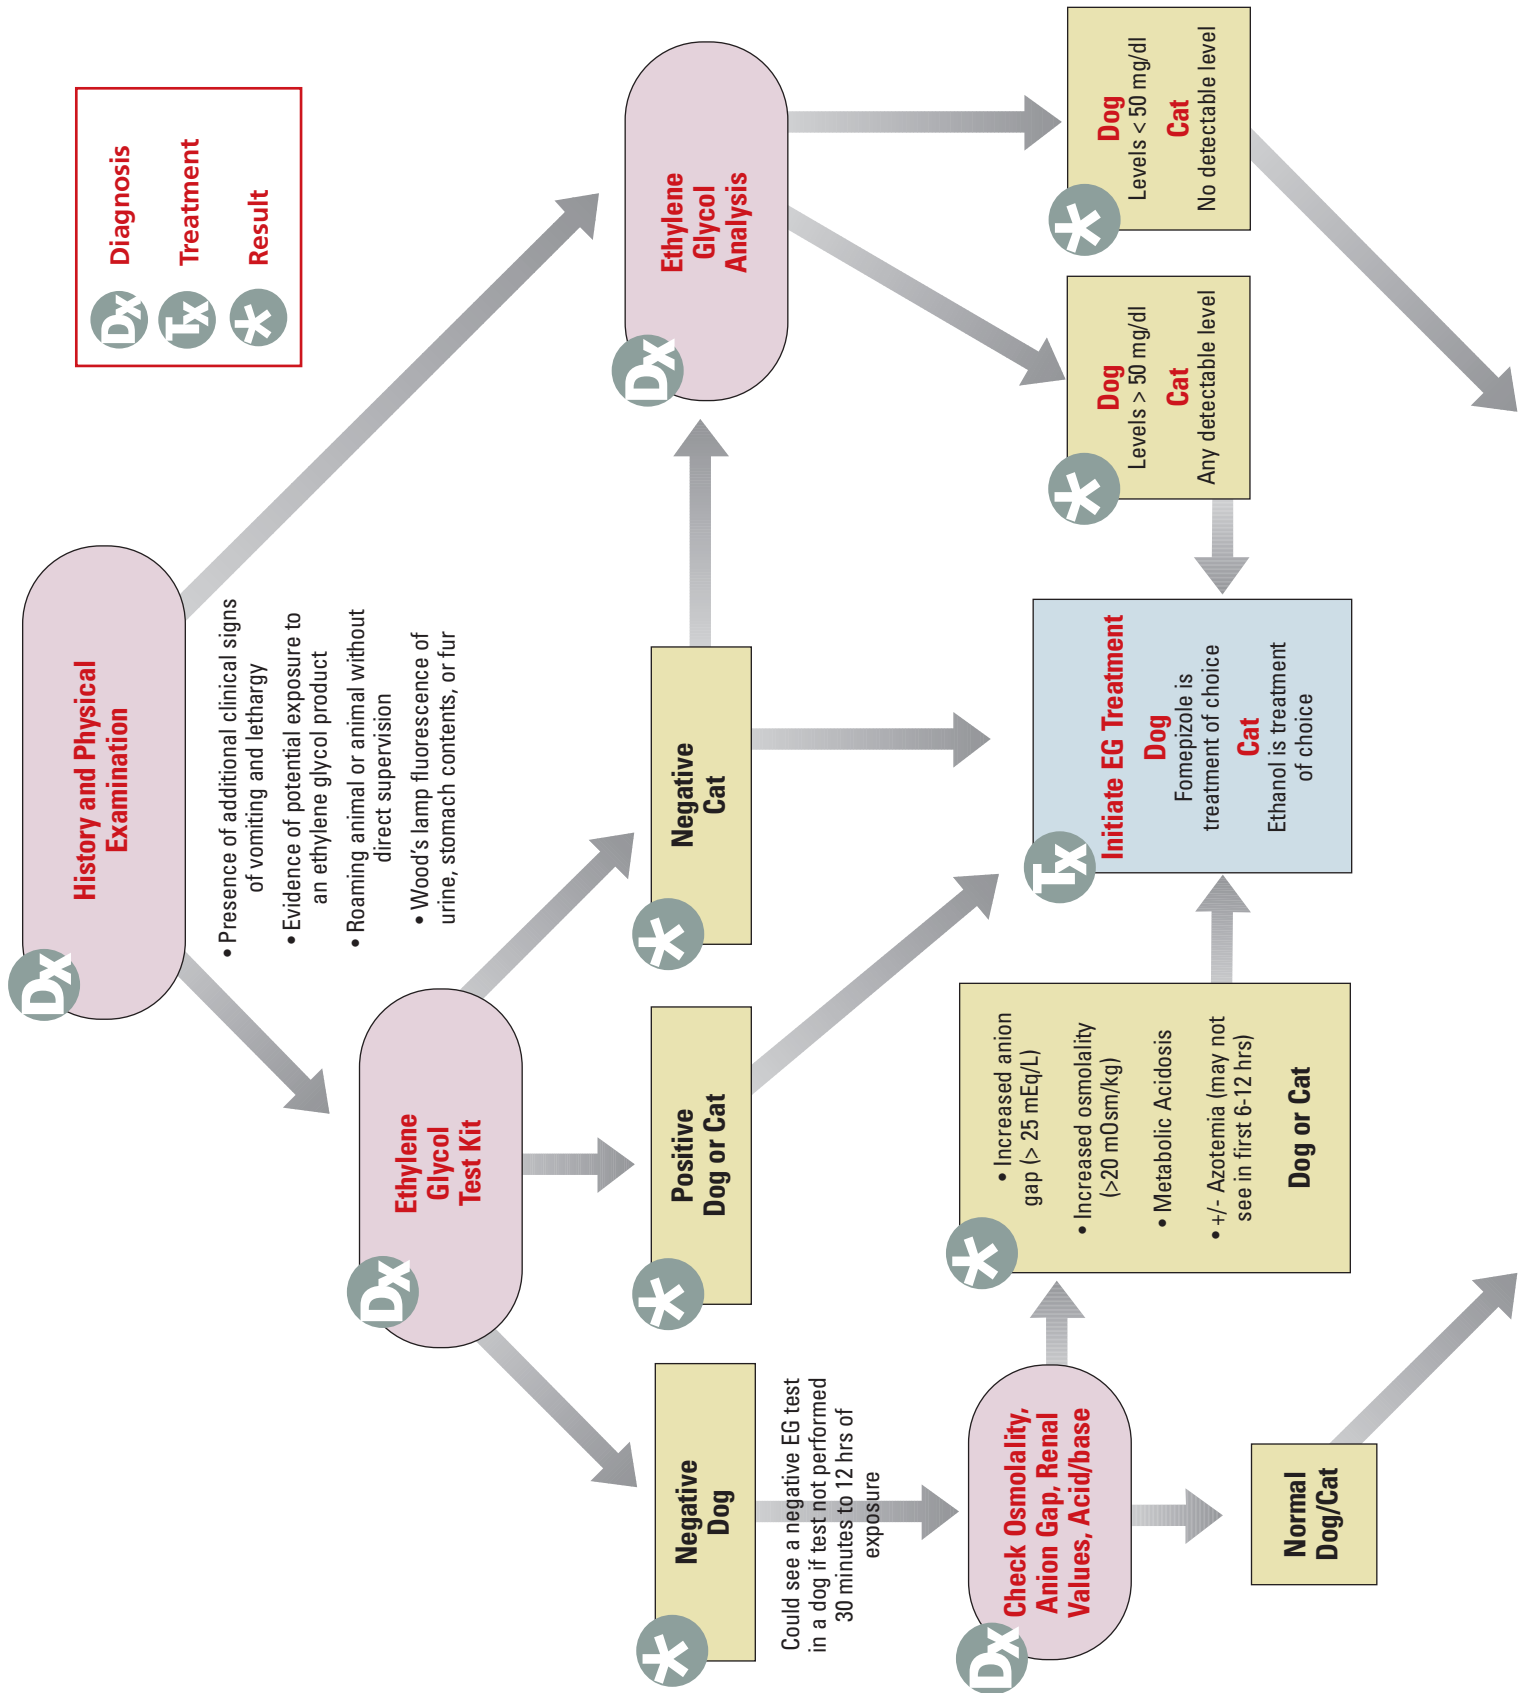 Dx
Diagnosis
Tx
Treatment
*
Result
Dx
History and Physical
Examination
• Presence of additional clinical signs
of vomiting and lethargy
• Evidence of potential exposure to
an ethylene glycol product
• Roaming animal or animal without
direct supervision
• Wood's lamp fluorescence of
urine, stomach contents, or fur
Dx
Ethylene
Glycol
Test Kit
Dx
Ethylene
Glycol
Analysis
*
Negative
Dog
Could see a negative EG test
in a dog if test not performed
30 minutes to 12 hrs of
exposure
*
Positive
Dog or Cat
*
Negative
Cat
Dx
Check Osmolality,
Anion Gap, Renal
Values, Acid/base
*
• Increased anion
gap (> 25 mEq/L)
• Increased osmolality
(>20 mOsm/kg)
• Metabolic Acidosis
• +/- Azotemia (may not
see in first 6-12 hrs)
Dog or Cat
Tx
Initiate EG Treatment
Dog
Fomepizole is
treatment of choice
Cat
Ethanol is treatment
of choice
*
Dog
Levels > 50 mg/dl
Cat
Any detectable level
*
Dog
Levels < 50 mg/dl
Cat
No detectable level
Normal
Dog/Cat